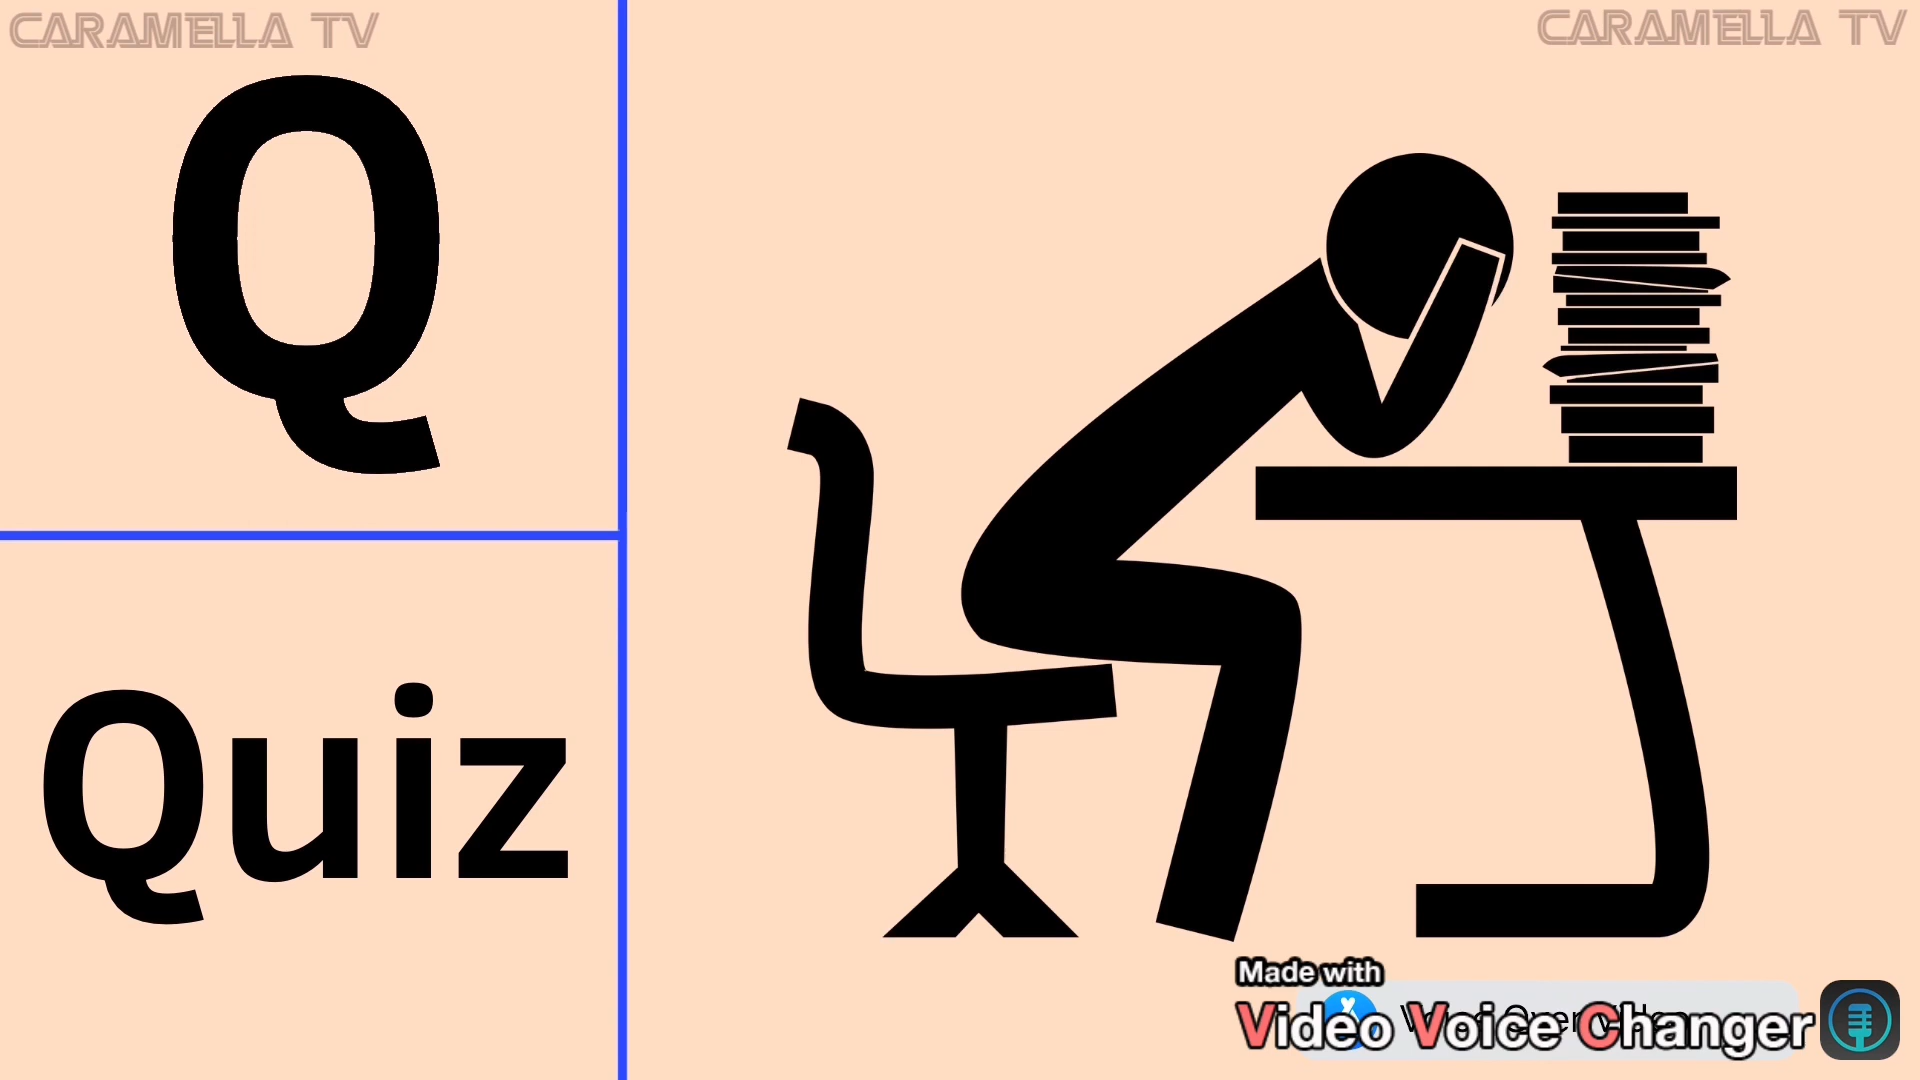 CARAMELLA TV
CARAMELLA TV
Q
Quiz
Made with
Video Voice Changer